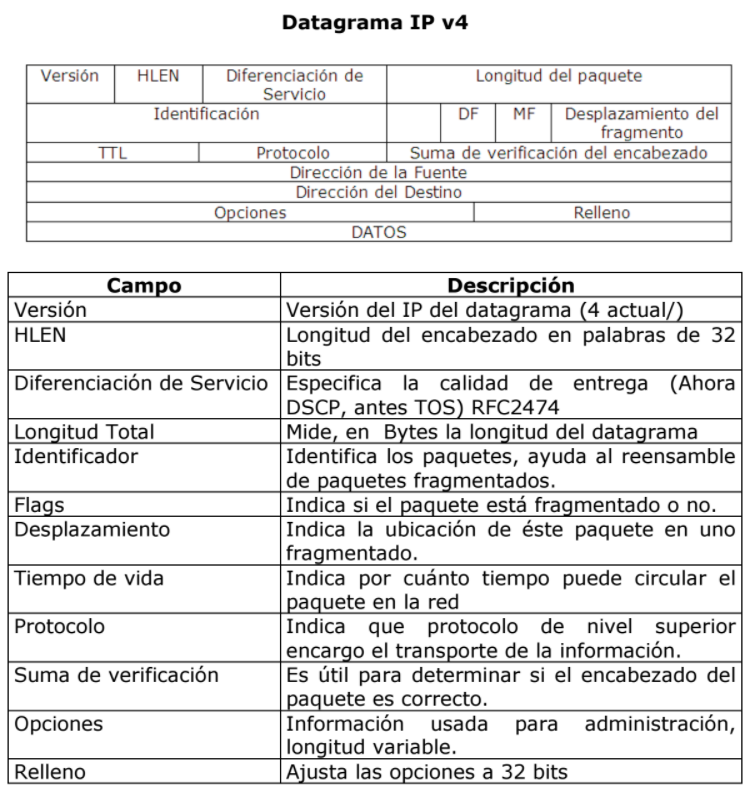 Datagrama IP v4
Versión HLEN Diferenciación de Longitud del paquete
Servicio
Identificación DF MF Desplazamiento del
fragmento
TTL Protocolo Suma de verificación del encabezado
Dirección de la Fuente
Dirección del Destino
Opciones Relleno
DATOS
Campo Descripción
Versión Versión del IP del datagrama (4 actual/)
HLEN Longitud del encabezado en palabras de 32
bits
Diferenciación de Servicio Especifica la calidad de entrega (Ahora
DSCP, antes TOS) RFC2474
Longitud Total Mide, en Bytes la longitud del datagrama
Identificador Identifica los paquetes, ayuda al reensamble
de paquetes fragmentados.
Flags Indica si el paquete está fragmentado o no.
Desplazamiento Indica la ubicación de éste paquete en uno
fragmentado.
Tiempo de vida Indica por cuánto tiempo puede circular el
paquete en la red
Protocolo Indica que protocolo de nivel superior
encargo el transporte de la información.
Suma de verificación Es útil para determinar si el encabezado del
paquete es correcto.
Opciones Información usada para administración,
longitud variable.
Relleno Ajusta las opciones a 32 bits